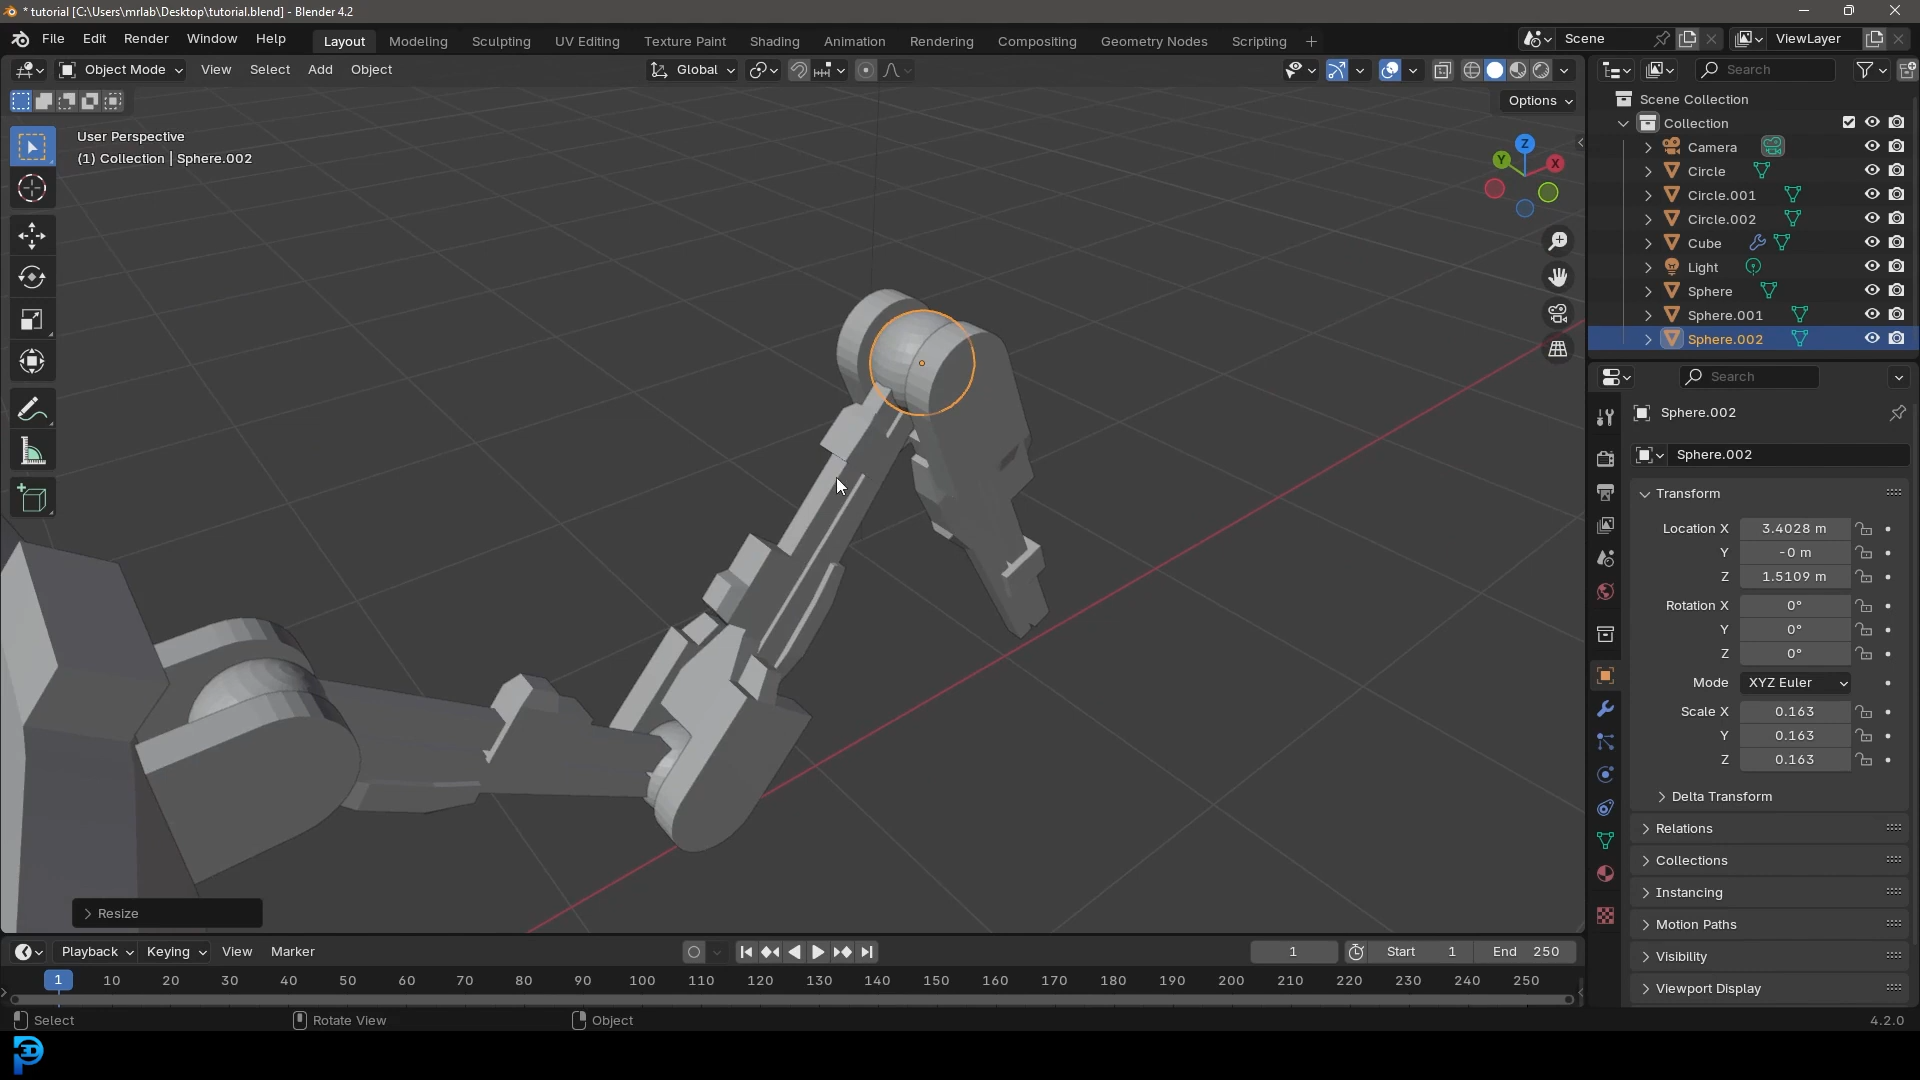 * tutorial [C:\Users\mrlab\Desktop\tutorial.blend] - Blender 4.2
File Edit Render Window Help Layout Modeling Sculpting UV Editing Texture Paint Shading Animation Rendering Compositing Geometry Nodes Scripting + Scene ViewLayer
Object Mode View Select Add Object Global Search
Options
User Perspective
(1) Collection | Sphere.002
Z
Y
X
Scene Collection
Collection
Camera
Circle
Circle.001
Circle.002
Cube
Light
Sphere
Sphere.001
Sphere.002
Search
Sphere.002
Sphere.002
Transform
Location X 3.4028 m
Y -0 m
Z 1.5109 m
Rotation X 0°
Y 0°
Z 0°
Mode XYZ Euler
Scale X 0.163
Y 0.163
Z 0.163
Delta Transform
Relations
Collections
Instancing
Motion Paths
Visibility
Viewport Display
Resize
Playback Keying View Marker 1 Start 1 End 250
1 10 20 30 40 50 60 70 80 90 100 110 120 130 140 150 160 170 180 190 200 210 220 230 240 250
Select Rotate View Object 4.2.0